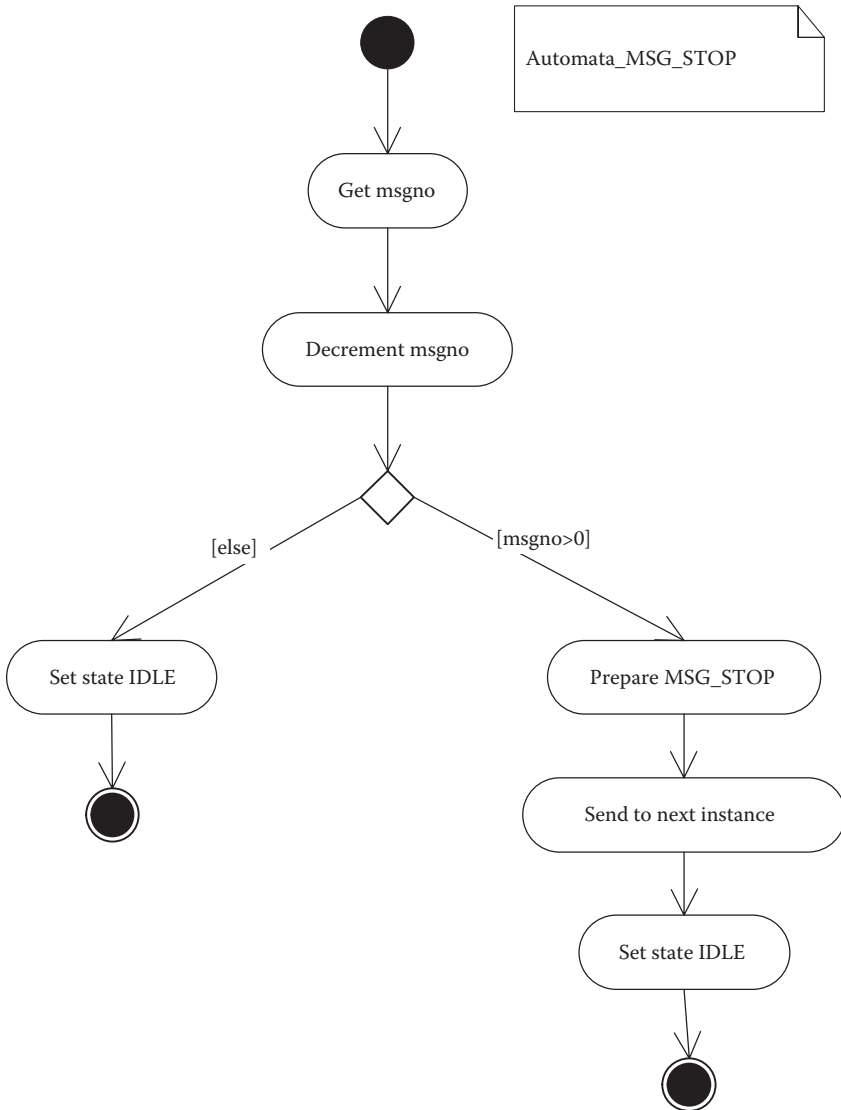 Automata_MSG_STOP
Get msgno
Decrement msgno
[else]
[msgno>0]
Set state IDLE
Prepare MSG_STOP
Send to next instance
Set state IDLE